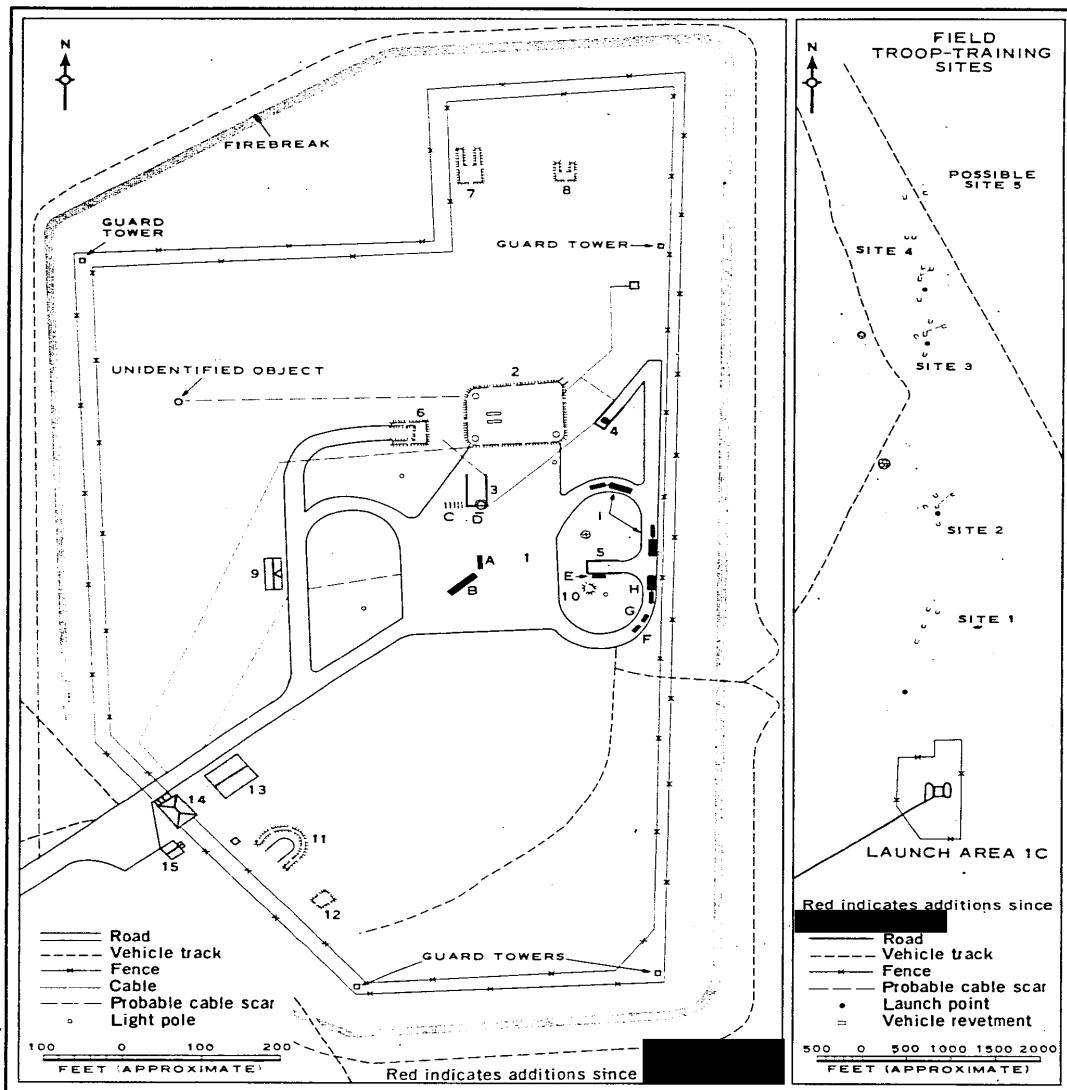 N
FIREBREAK
7
8
GUARD
TOWER
GUARD TOWER
UNIDENTIFIED OBJECT
2
6
4
3
C
D
I
1
A
B
5
E
10
H
G
F
9
13
14
15
11
12
GUARD TOWERS
Road
Vehicle track
Fence
Cable
Probable cable scar
Light pole
100 0 100 200
FEET (APPROXIMATE)
Red indicates additions since
N
FIELD
TROOP-TRAINING
SITES
POSSIBLE
SITE 5
SITE 4
SITE 3
SITE 2
SITE 1
LAUNCH AREA 1C
Red indicates additions since
Road
Vehicle track
Fence
Probable cable scar
Launch point
Vehicle revetment
500 0 500 1000 1500 2000
FEET (APPROXIMATE)